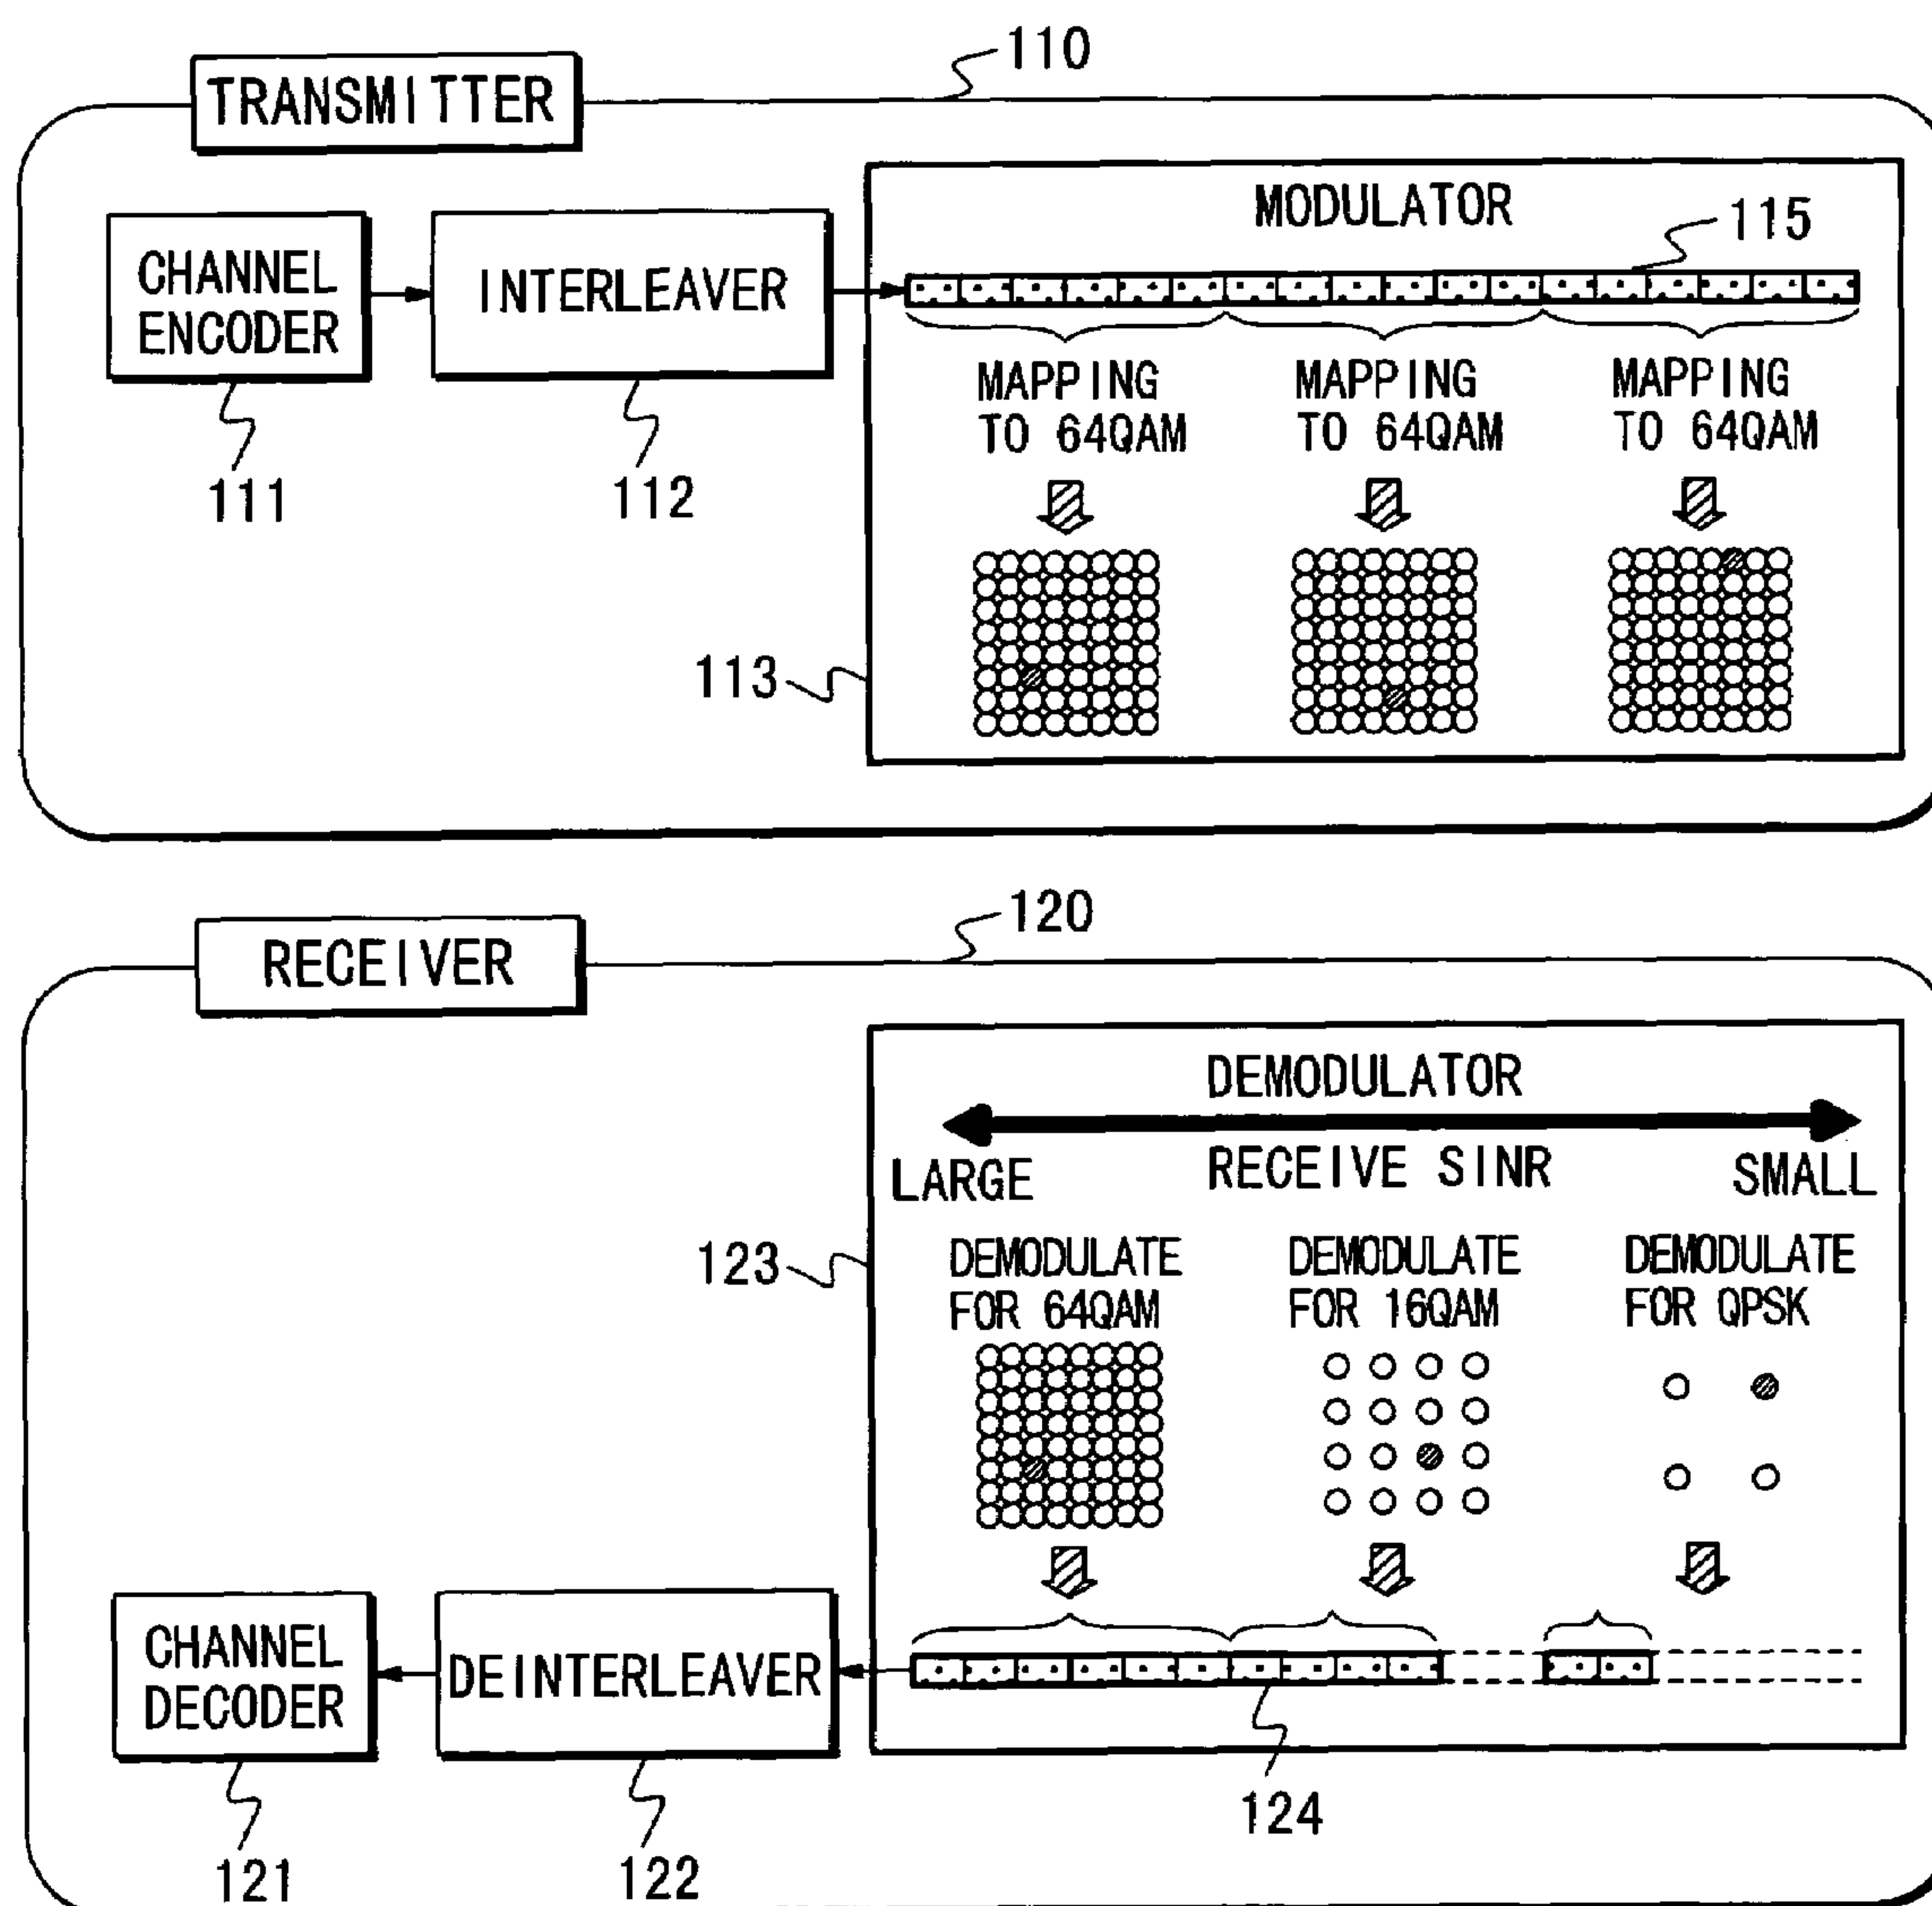 110
TRANSMITTER
MODULATOR
115
CHANNEL
ENCODER
INTERLEAVER
MAPPING
TO 64QAM
MAPPING
TO 64QAM
MAPPING
TO 64QAM
111
112
113
120
RECEIVER
DEMODULATOR
LARGE
RECEIVE SINR
SMALL
123
DEMODULATE
FOR 64QAM
DEMODULATE
FOR 16QAM
DEMODULATE
FOR QPSK
CHANNEL
DECODER
DEINTERLEAVER
124
121
122